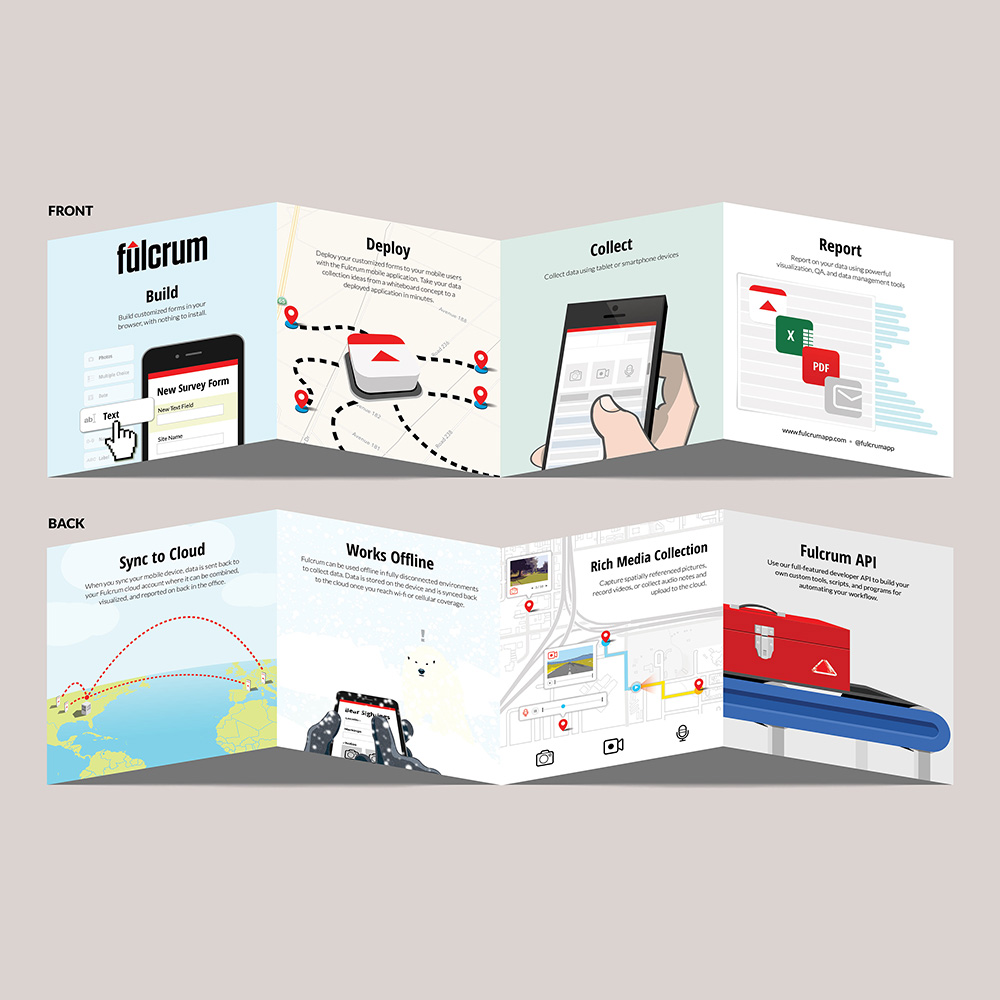 FRONT
fulcrum
Build
Build customized forms in your
browser, with nothing to install.
Photos
Multiple Choice
Date
ab Text
Label
New Survey Form
New Text Field
Site Name
Deploy
Deploy your customized forms to your mobile users
with the Fulcrum mobile application. Take your data
collection ideas from a whiteboard concept to a
deployed application in minutes.
Avenue 188
Road 236
Avenue 182
Avenue 181
Road 238
Collect
Collect data using tablet or smartphone devices
Report
Report on your data using powerful
visualization, QA, and data management tools
X
PDF
www.fulcrumapp.com • @fulcrumapp
BACK
Sync to Cloud
When you sync your mobile device, data is sent back to
your Fulcrum cloud account where it can be combined,
visualized, and reported on back in the office.
Works Offline
Fulcrum can be used offline in fully disconnected environments
to collect data. Data is stored on the device and is synced back
to the cloud once you reach wi-fi or cellular coverage.
!
Bear Sightings
Rich Media Collection
Capture spatially referenced pictures,
record videos, or collect audio notes and
upload to the cloud.
Fulcrum API
Use our full-featured developer API to build your
own custom tools, scripts, and programs for
automating your workflow.